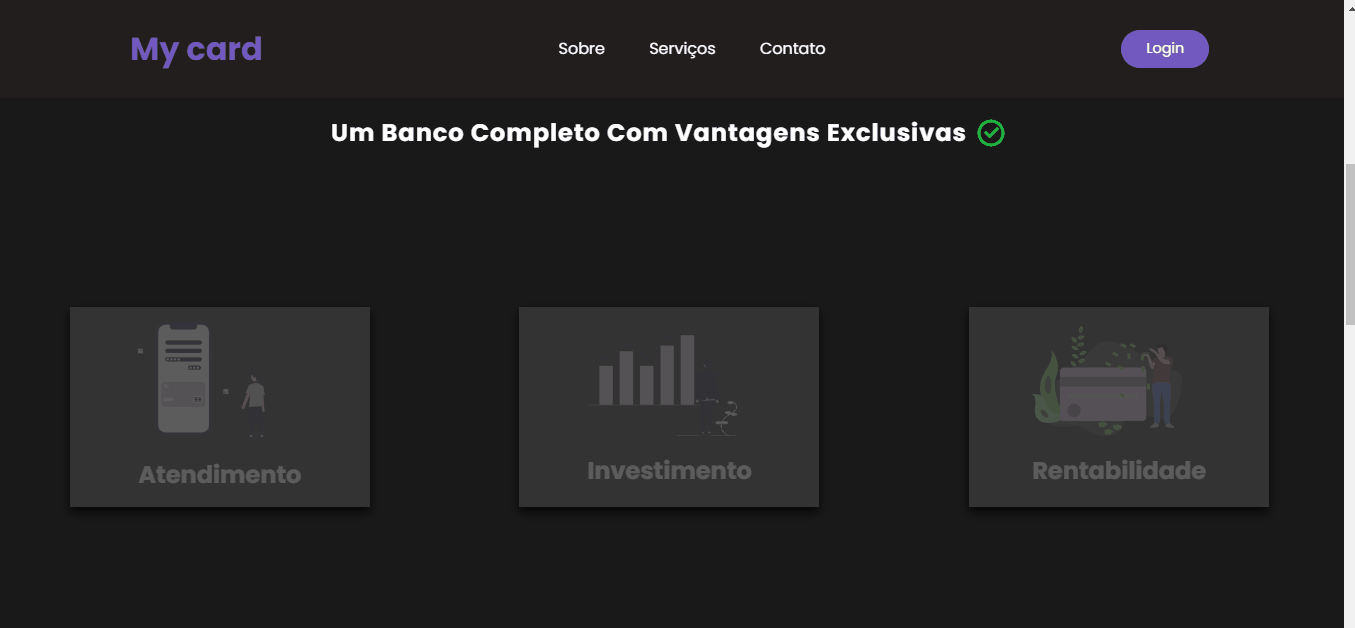 My card
Sobre
Serviços
Contato
Login
Um Banco Completo Com Vantagens Exclusivas
Atendimento
Investimento
Rentabilidade